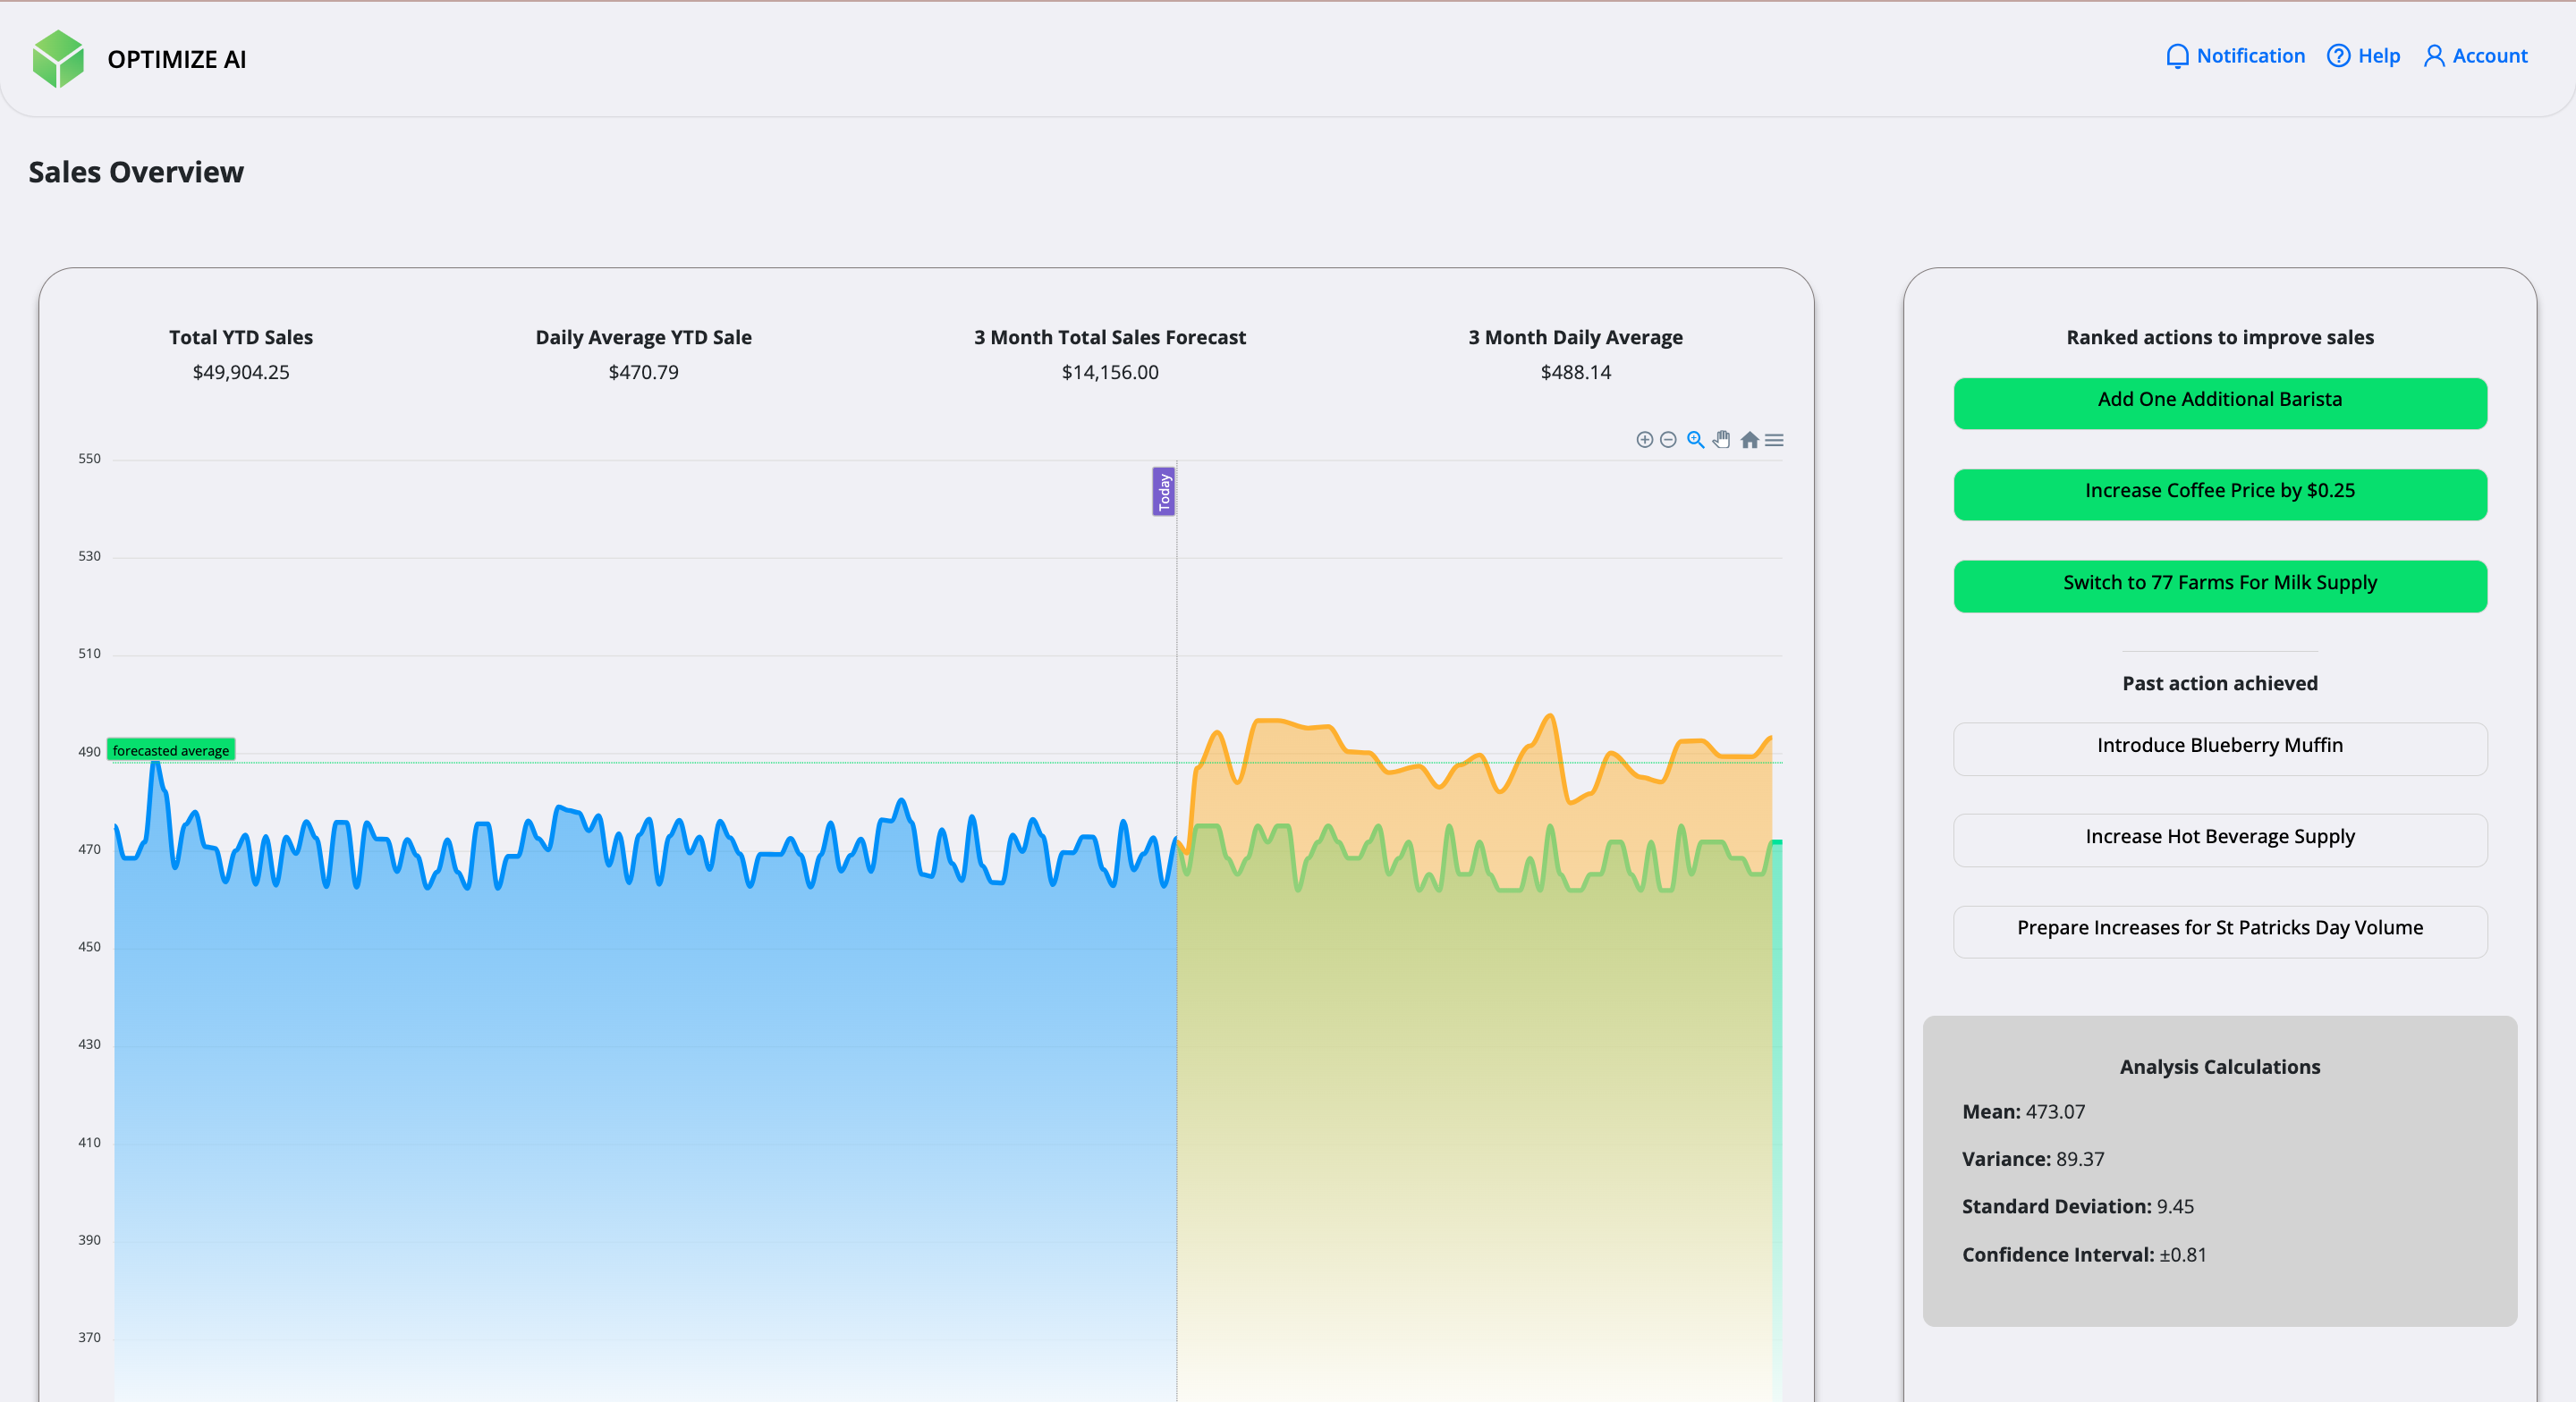 OPTIMIZE AI
Notification
Help
Account
Sales Overview
Total YTD Sales
$49,904.25
Daily Average YTD Sale
$470.79
3 Month Total Sales Forecast
$14,156.00
3 Month Daily Average
$488.14
550
530
510
490
470
450
430
410
390
370
Today
forecasted average
Ranked actions to improve sales
Add One Additional Barista
Increase Coffee Price by $0.25
Switch to 77 Farms For Milk Supply
Past action achieved
Introduce Blueberry Muffin
Increase Hot Beverage Supply
Prepare Increases for St Patricks Day Volume
Analysis Calculations
Mean: 473.07
Variance: 89.37
Standard Deviation: 9.45
Confidence Interval: ±0.81